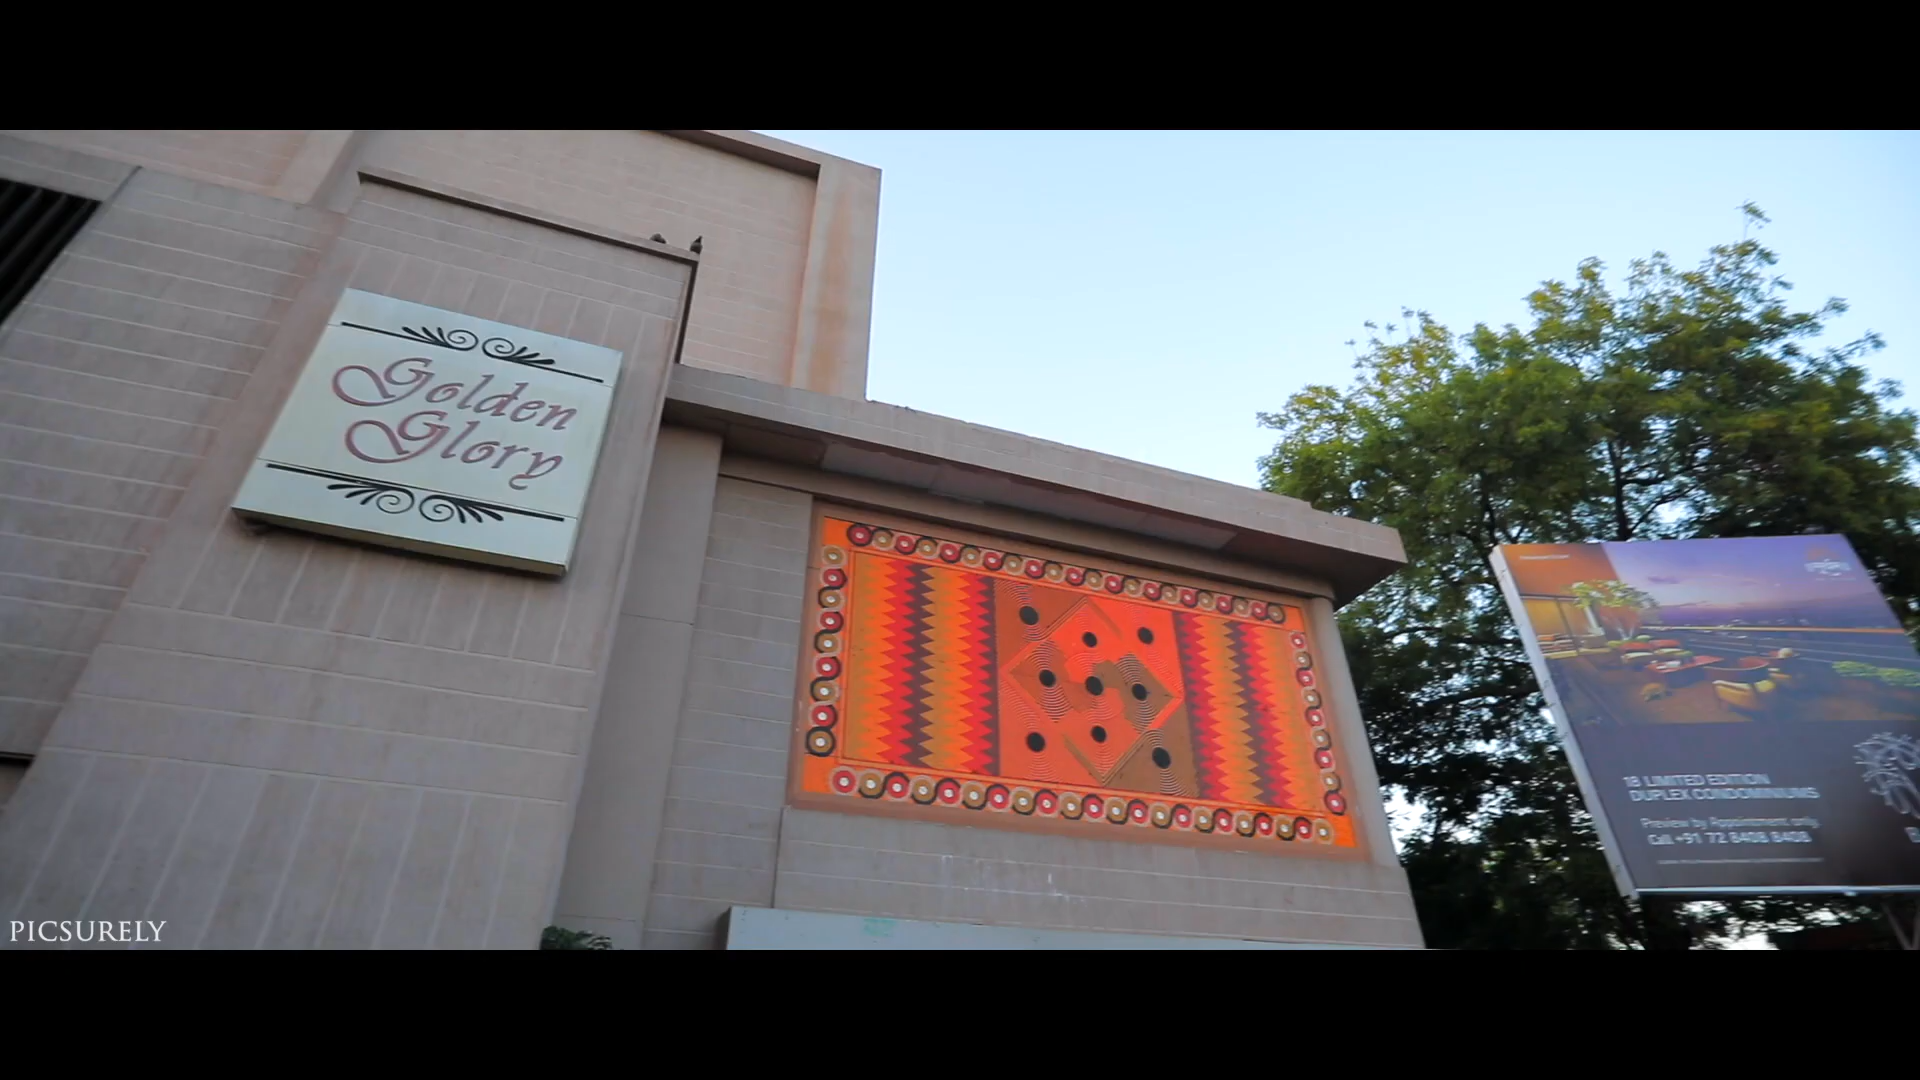 Golden
Glory
18 LIMITED EDITION
DUPLEX CONDOMINIUMS
Preview by Appointment only
Call +91 72 8408 8408
PICSURELY